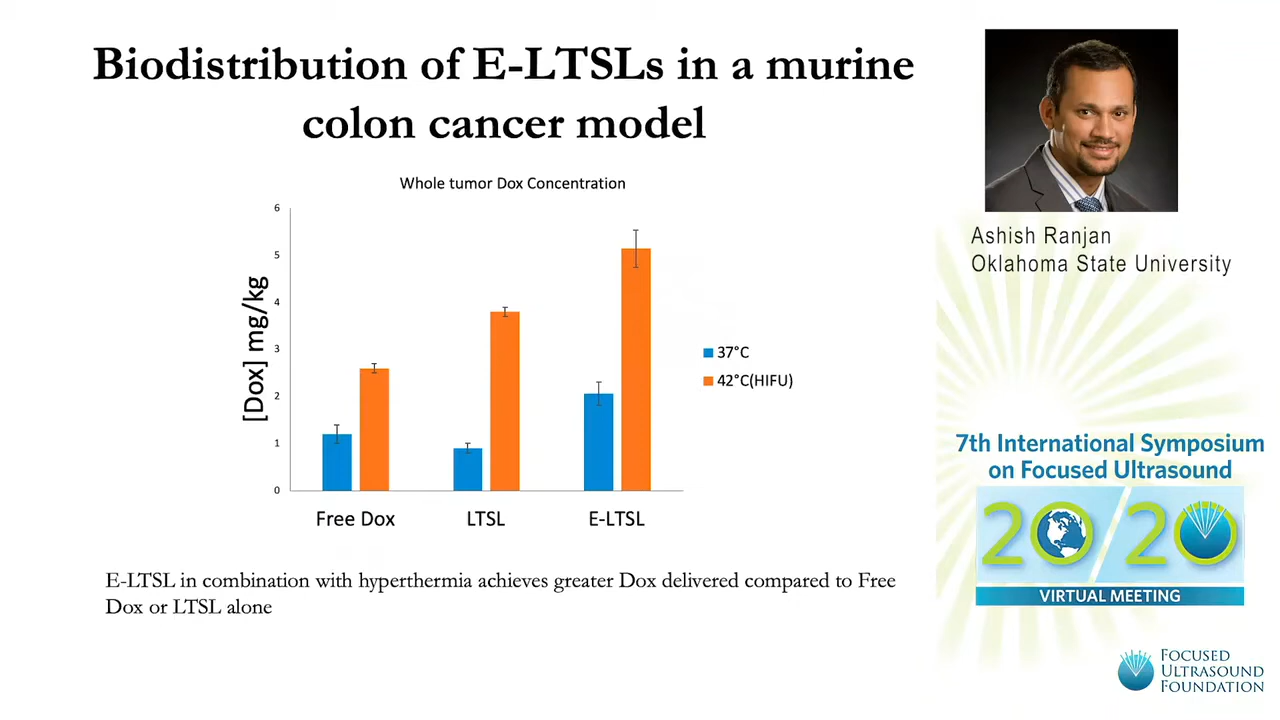 Biodistribution of E-LTSLs in a murine
colon cancer model
Whole tumor Dox Concentration
[Dox] mg/kg
6
5
4
3
2
1
0
Free Dox
LTSL
E-LTSL
37°C
42°C(HIFU)
E-LTSL in combination with hyperthermia achieves greater Dox delivered compared to Free
Dox or LTSL alone
Ashish Ranjan
Oklahoma State University
7th International Symposium
on Focused Ultrasound
20/20
VIRTUAL MEETING
FOCUSED
ULTRASOUND
FOUNDATION